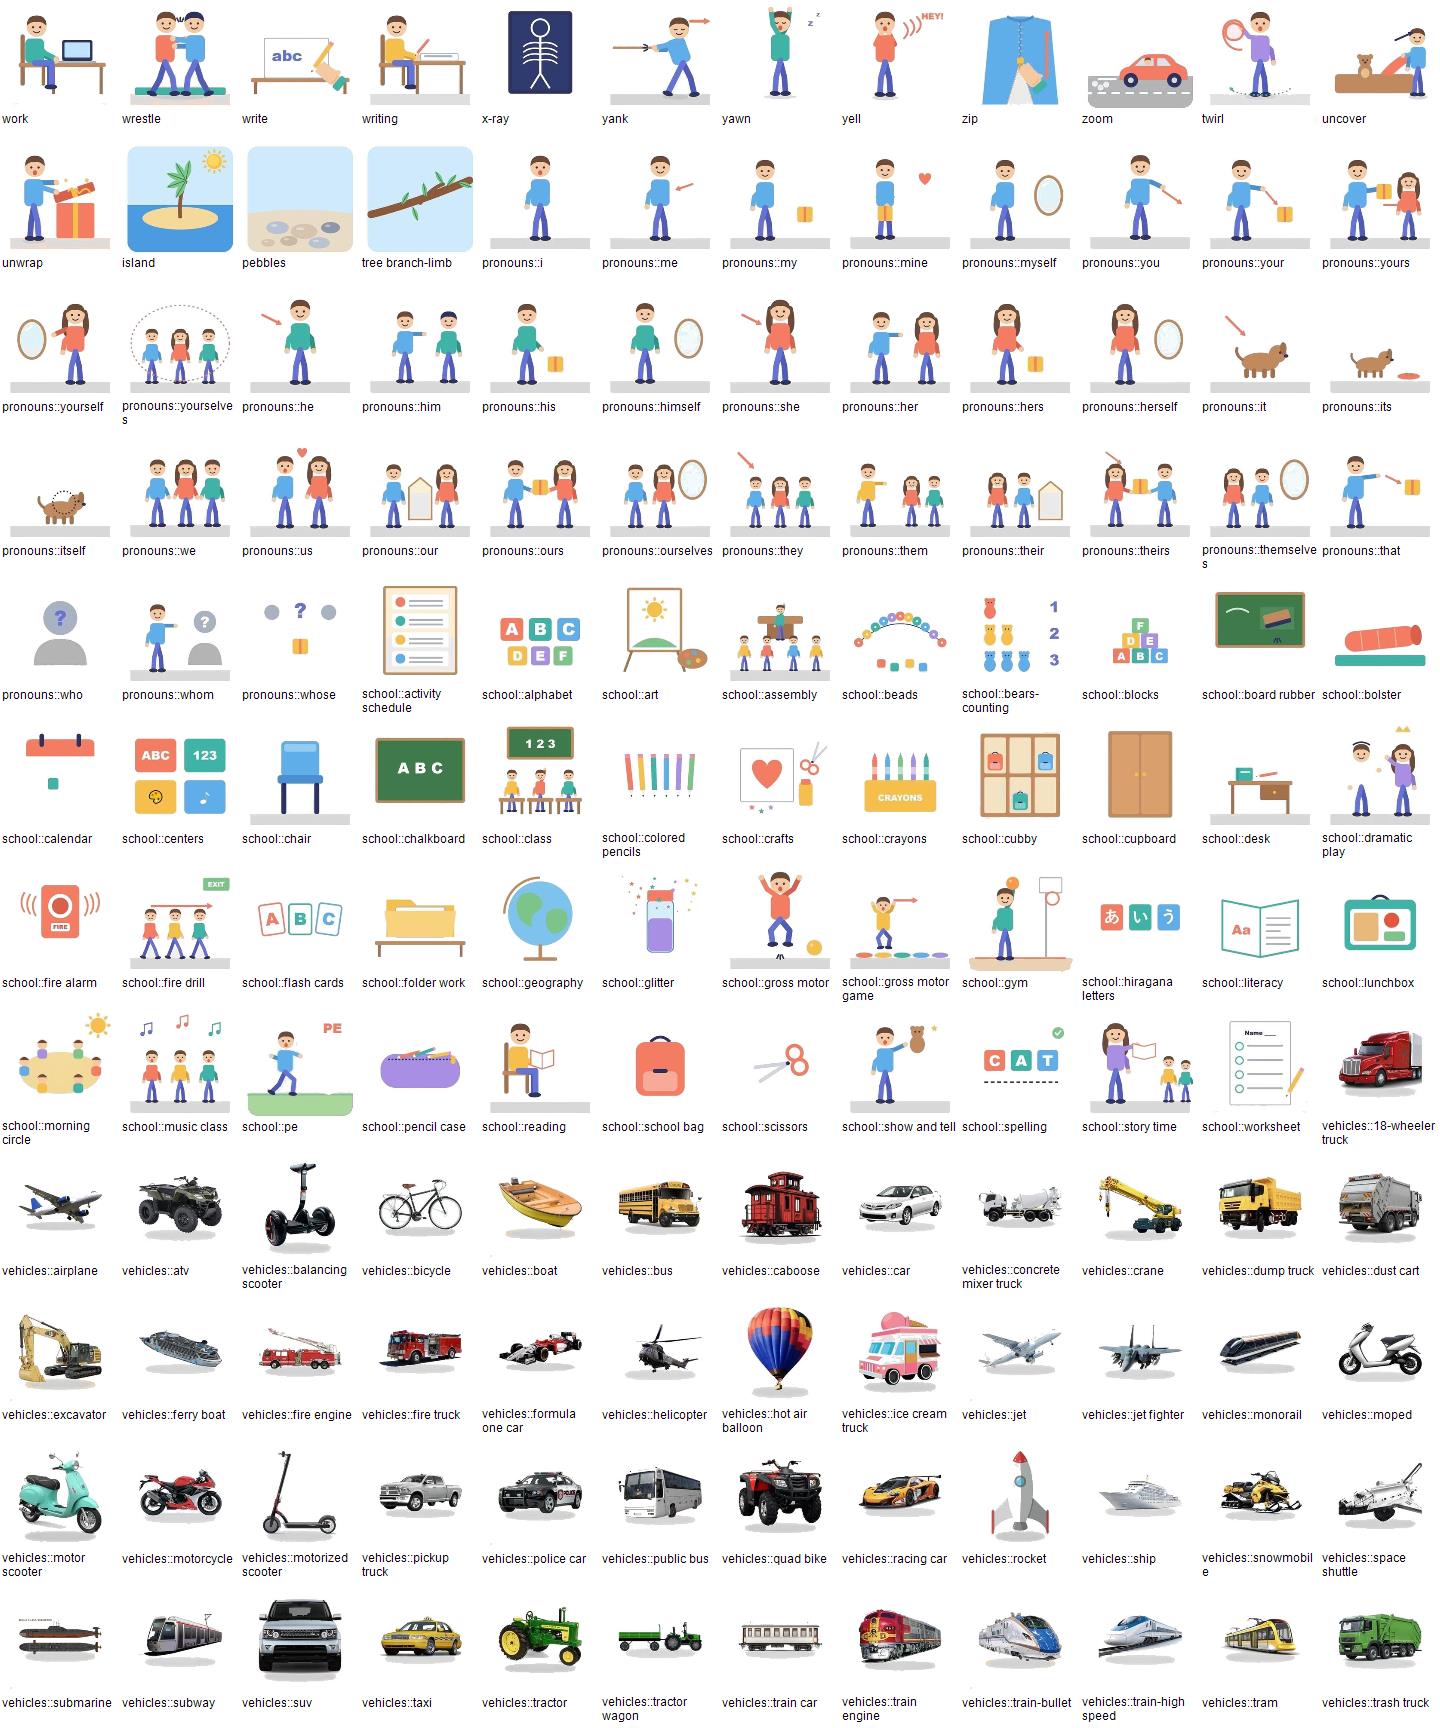 abc
HEY!
z
z
work
wrestle
write
writing
x-ray
yank
yawn
yell
zip
zoom
twirl
uncover
unwrap
island
pebbles
tree branch-limb
pronouns::i
pronouns::me
pronouns::my
pronouns::mine
pronouns::myself
pronouns::you
pronouns::your
pronouns::yours
pronouns::yourself
pronouns::yourselve
s
pronouns::he
pronouns::him
pronouns::his
pronouns::himself
pronouns::she
pronouns::her
pronouns::hers
pronouns::herself
pronouns::it
pronouns::its
pronouns::itself
pronouns::we
pronouns::us
pronouns::our
pronouns::ours
pronouns::ourselves
pronouns::they
pronouns::them
pronouns::their
pronouns::theirs
pronouns::themselve
s
pronouns::that
?
?
?
A B C
D E F
1
2
3
F
D E
A B C
pronouns::who
pronouns::whom
pronouns::whose
school::activity
schedule
school::alphabet
school::art
school::assembly
school::beads
school::bears-
counting
school::blocks
school::board rubber
school::bolster
ABC
123
A B C
1 2 3
CRAYONS
school::calendar
school::centers
school::chair
school::chalkboard
school::class
school::colored
pencils
school::crafts
school::crayons
school::cubby
school::cupboard
school::desk
school::dramatic
play
FIRE
EXIT
A B C
あ い う
Aa
school::fire alarm
school::fire drill
school::flash cards
school::folder work
school::geography
school::glitter
school::gross motor
school::gross motor
game
school::gym
school::hiragana
letters
school::literacy
school::lunchbox
PE
C A T
Name
school::morning
circle
school::music class
school::pe
school::pencil case
school::reading
school::school bag
school::scissors
school::show and tell
school::spelling
school::story time
school::worksheet
vehicles::18-wheeler
truck
vehicles::airplane
vehicles::atv
vehicles::balancing
scooter
vehicles::bicycle
vehicles::boat
vehicles::bus
vehicles::caboose
vehicles::car
vehicles::concrete
mixer truck
vehicles::crane
vehicles::dump truck
vehicles::dust cart
vehicles::excavator
vehicles::ferry boat
vehicles::fire engine
vehicles::fire truck
vehicles::formula
one car
vehicles::helicopter
vehicles::hot air
balloon
vehicles::ice cream
truck
vehicles::jet
vehicles::jet fighter
vehicles::monorail
vehicles::moped
vehicles::motor
scooter
vehicles::motorcycle
vehicles::motorized
scooter
vehicles::pickup
truck
vehicles::police car
vehicles::public bus
vehicles::quad bike
vehicles::racing car
vehicles::rocket
vehicles::ship
vehicles::snowmobil
e
vehicles::space
shuttle
vehicles::submarine
vehicles::subway
vehicles::suv
vehicles::taxi
vehicles::tractor
vehicles::tractor
wagon
vehicles::train car
vehicles::train
engine
vehicles::train-bullet
vehicles::train-high
speed
vehicles::tram
vehicles::trash truck